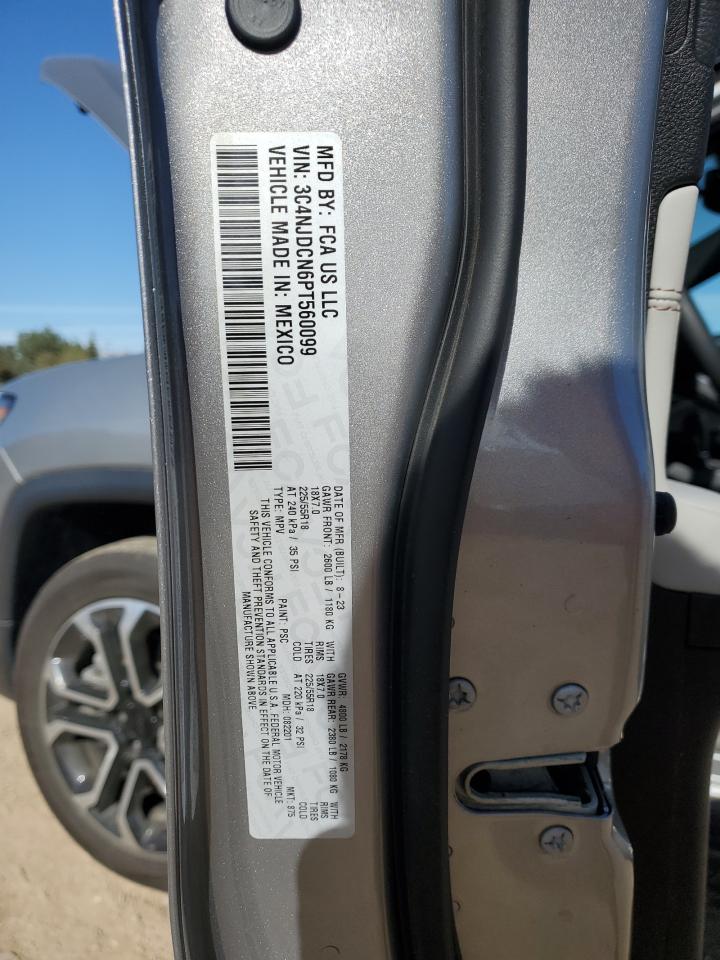 MFD BY: FCA US LLC
VIN: 3C4NJDCN6PT560099
VEHICLE MADE IN: MEXICO
DATE OF MFR (BUILT): 8-23 GVWR: 4800 LB / 2178 KG
GAWR FRONT: 2600 LB / 1180 KG WITH GAWR REAR: 2380 LB / 1080 KG WITH
18X7.0 RIMS 18X7.0 RIMS
225/55R18 TIRES 225/55R18
AT 240 kPa / 35 PSI COLD AT 220 kPa / 32 PSI COLD
TYPE: MPV PAINT: PSC MDH: 082201 MKT: 875
THIS VEHICLE CONFORMS TO ALL APPLICABLE U.S.A. FEDERAL MOTOR VEHICLE
SAFETY AND THEFT PREVENTION STANDARDS IN EFFECT ON THE DATE OF
MANUFACTURE SHOWN ABOVE